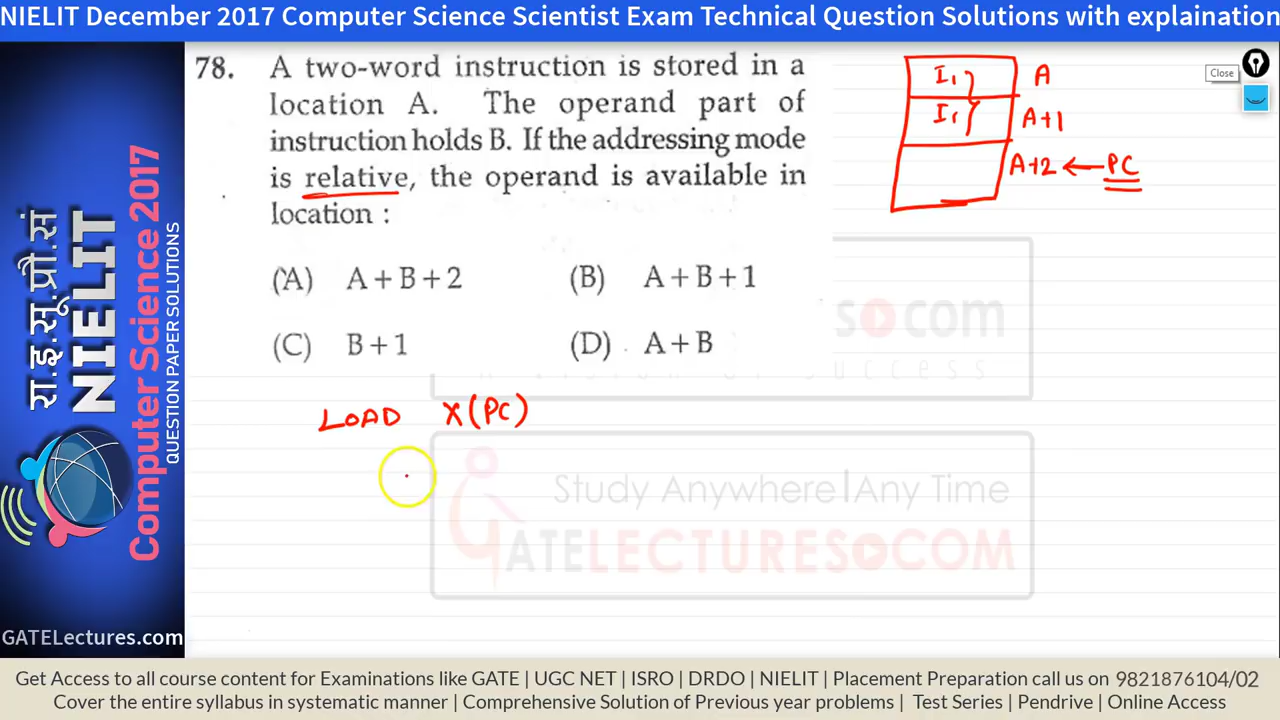 NIELIT December 2017 Computer Science Scientist Exam Technical Question Solutions with explaination
78. A two-word instruction is stored in a
location A. The operand part of
instruction holds B. If the addressing mode
is relative, the operand is available in
location :
(A) A + B + 2 (B) A + B + 1
(C) B + 1 (D) A + B
I1 A
I1 A+1
A+2 ← PC
Close
LOAD X(PC)
रा.इ.सू.प्रौ.सं
NIELIT
Computer Science 2017
QUESTION PAPER SOLUTIONS
GATELectures.com
s com
Success
Study Anywhere Any Time
GATELECTURES.COM
Get Access to all course content for Examinations like GATE | UGC NET | ISRO | DRDO | NIELIT | Placement Preparation call us on 9821876104/02
Cover the entire syllabus in systematic manner | Comprehensive Solution of Previous year problems | Test Series | Pendrive | Online Access